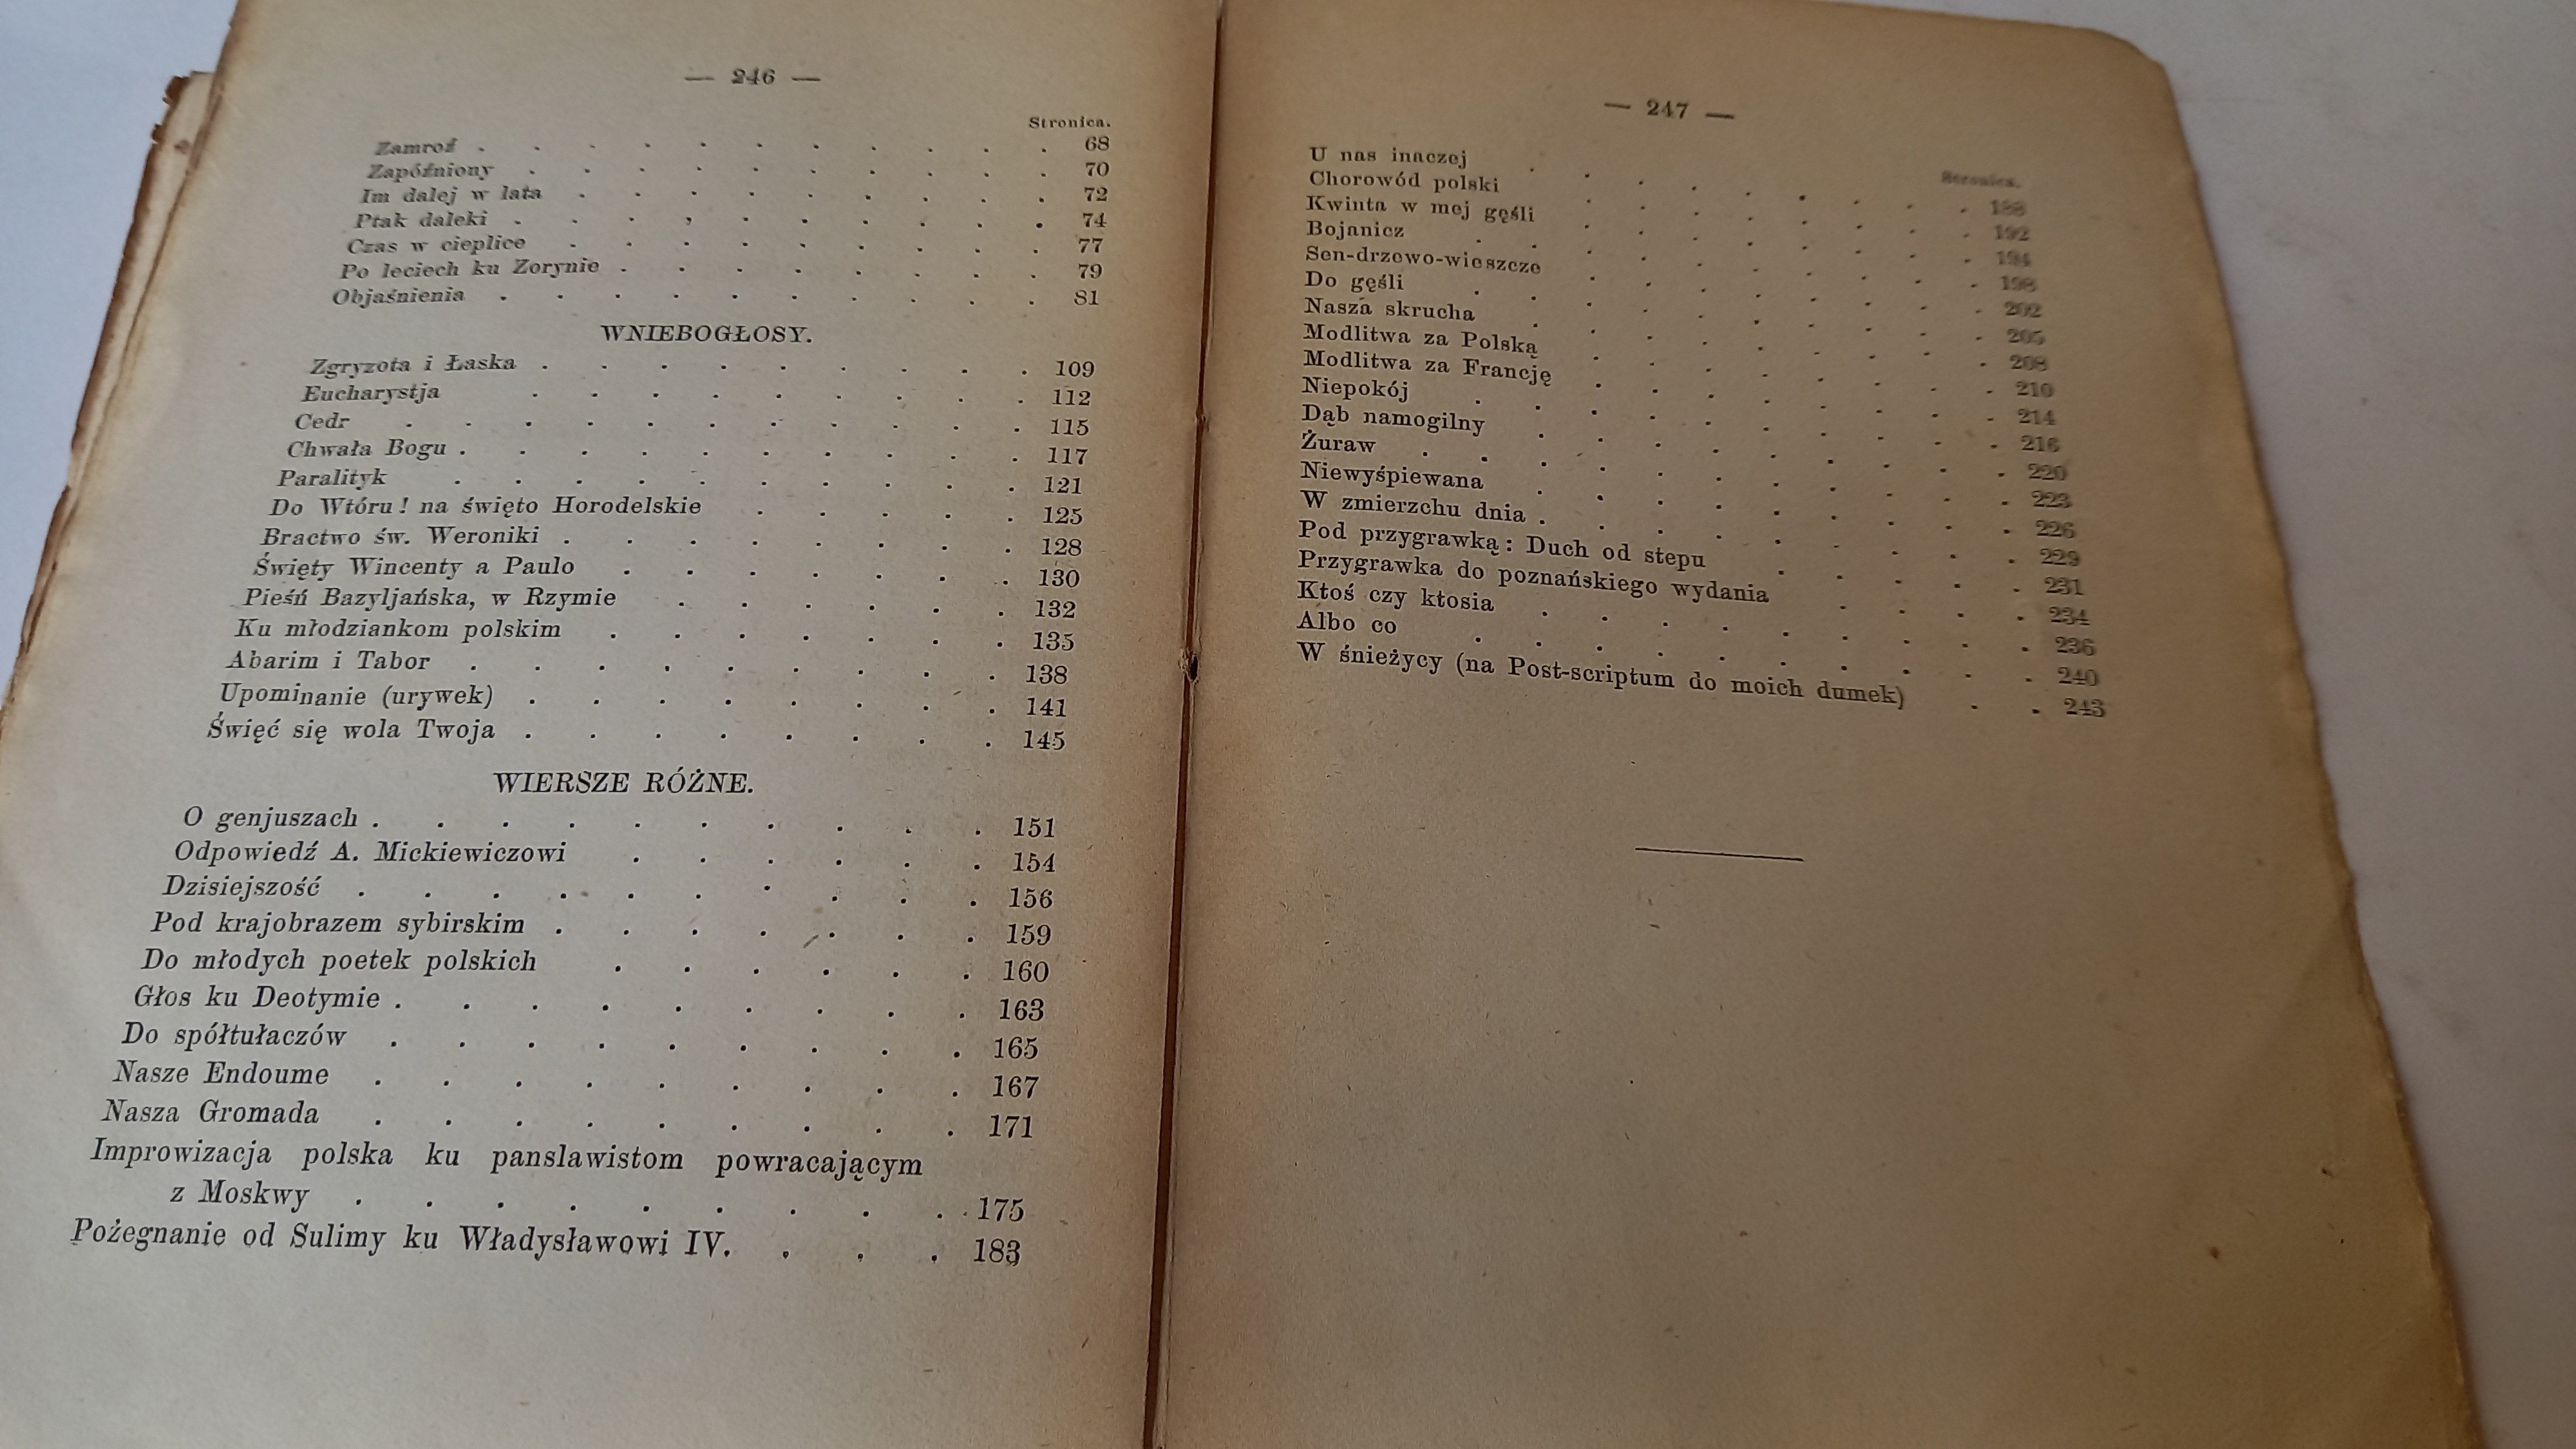 — 246 —
Stronica.
Zamroź . . . . . . . . . . . 68
Zapóźniony . . . . . . . . . . 70
Im dalej w lata . . . . . . . . . 72
Ptak daleki . . . . . . . . . . 74
Czas w cieplice . . . . . . . . . 77
Po leciech ku Zorynie . . . . . . . . 79
Objaśnienia . . . . . . . . . . 81
WNIEBOGŁOSY.
Zgryzota i Łaska . . . . . . . . . 109
Eucharystja . . . . . . . . . 112
Cedr . . . . . . . . . . . 115
Chwała Bogu . . . . . . . . . . 117
Paralityk . . . . . . . . . . 121
Do Wtóru! na święto Horodelskie . . . . . 125
Bractwo św. Weroniki . . . . . . . . 128
Święty Wincenty a Paulo . . . . . . . 130
Pieśń Bazyljańska, w Rzymie . . . . . . 132
Ku młodziankom polskim . . . . . . . 135
Abarim i Tabor . . . . . . . . . 138
Upominanie (urywek) . . . . . . . . 141
Święć się wola Twoja . . . . . . . . 145
WIERSZE RÓŻNE.
O genjuszach . . . . . . . . . . 151
Odpowiedź A. Mickiewiczowi . . . . . . 154
Dzisiejszość . . . . . . . . . . 156
Pod krajobrazem sybirskim . . . . . . . 159
Do młodych poetek polskich . . . . . . 160
Głos ku Deotymie . . . . . . . . . 163
Do spółtułaczów . . . . . . . . . 165
Nasze Endoume . . . . . . . . . 167
Nasza Gromada . . . . . . . . . 171
Improwizacja polska ku panslawistom powracającym
z Moskwy . . . . . . . . . 175
Pożegnanie od Sulimy ku Władysławowi IV. . . . 183
— 247 —
Stronica.
U nas inaczej . . . . . . . . . 188
Chorowód polski . . . . . . . . 192
Kwinta w mej gęśli . . . . . . . . 194
Bojanicz . . . . . . . . . . 198
Sen-drzewo-wieszcze . . . . . . . . 202
Do gęśli . . . . . . . . . . 205
Nasza skrucha . . . . . . . . . 208
Modlitwa za Polską . . . . . . . . 210
Modlitwa za Francję . . . . . . . . 214
Niepokój . . . . . . . . . . 216
Dąb namogilny . . . . . . . . . 220
Żuraw . . . . . . . . . . . 223
Niewyśpiewana . . . . . . . . . 226
W zmierzchu dnia . . . . . . . . . 229
Pod przygrawką: Duch od stepu . . . . . 231
Przygrawka do poznańskiego wydania . . . . 234
Ktoś czy ktosia . . . . . . . . . 236
Albo co . . . . . . . . . . 240
W śnieżycy (na Post-scriptum do moich dumek) . . 243